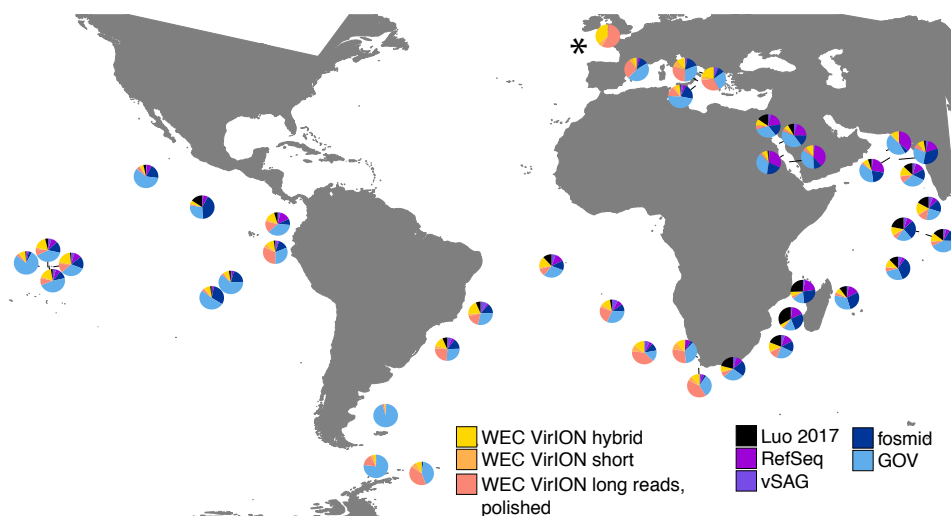 *
WEC VirION hybrid
WEC VirION short
WEC VirION long reads,
polished
Luo 2017
RefSeq
vSAG
fosmid
GOV